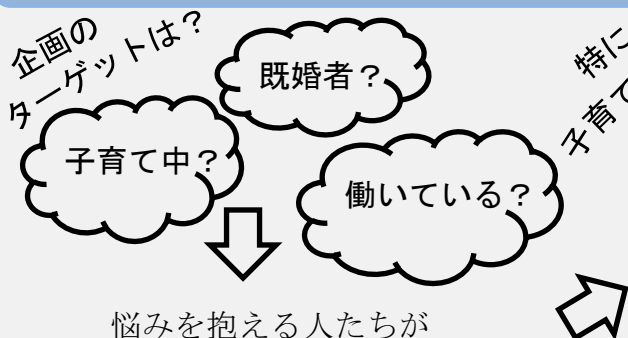 企画の
ターゲットは?
既婚者?
子育て中?
働いている?
悩みを抱える人たちが
特に
子育て